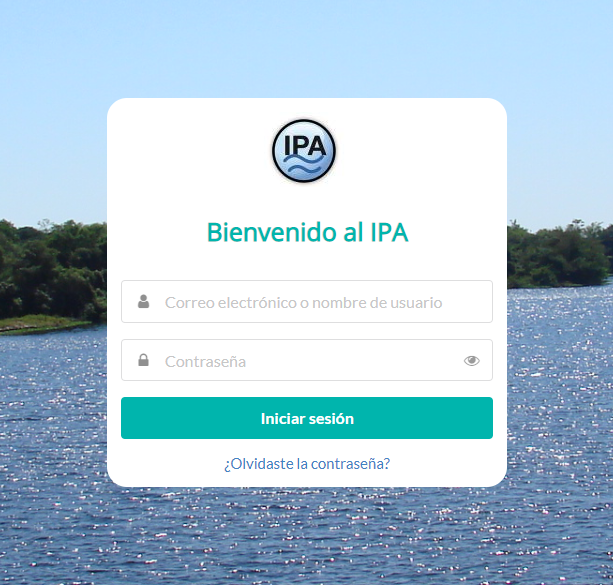 IPA
Bienvenido al IPA
Correo electrónico o nombre de usuario
Contraseña
Iniciar sesión
¿Olvidaste la contraseña?